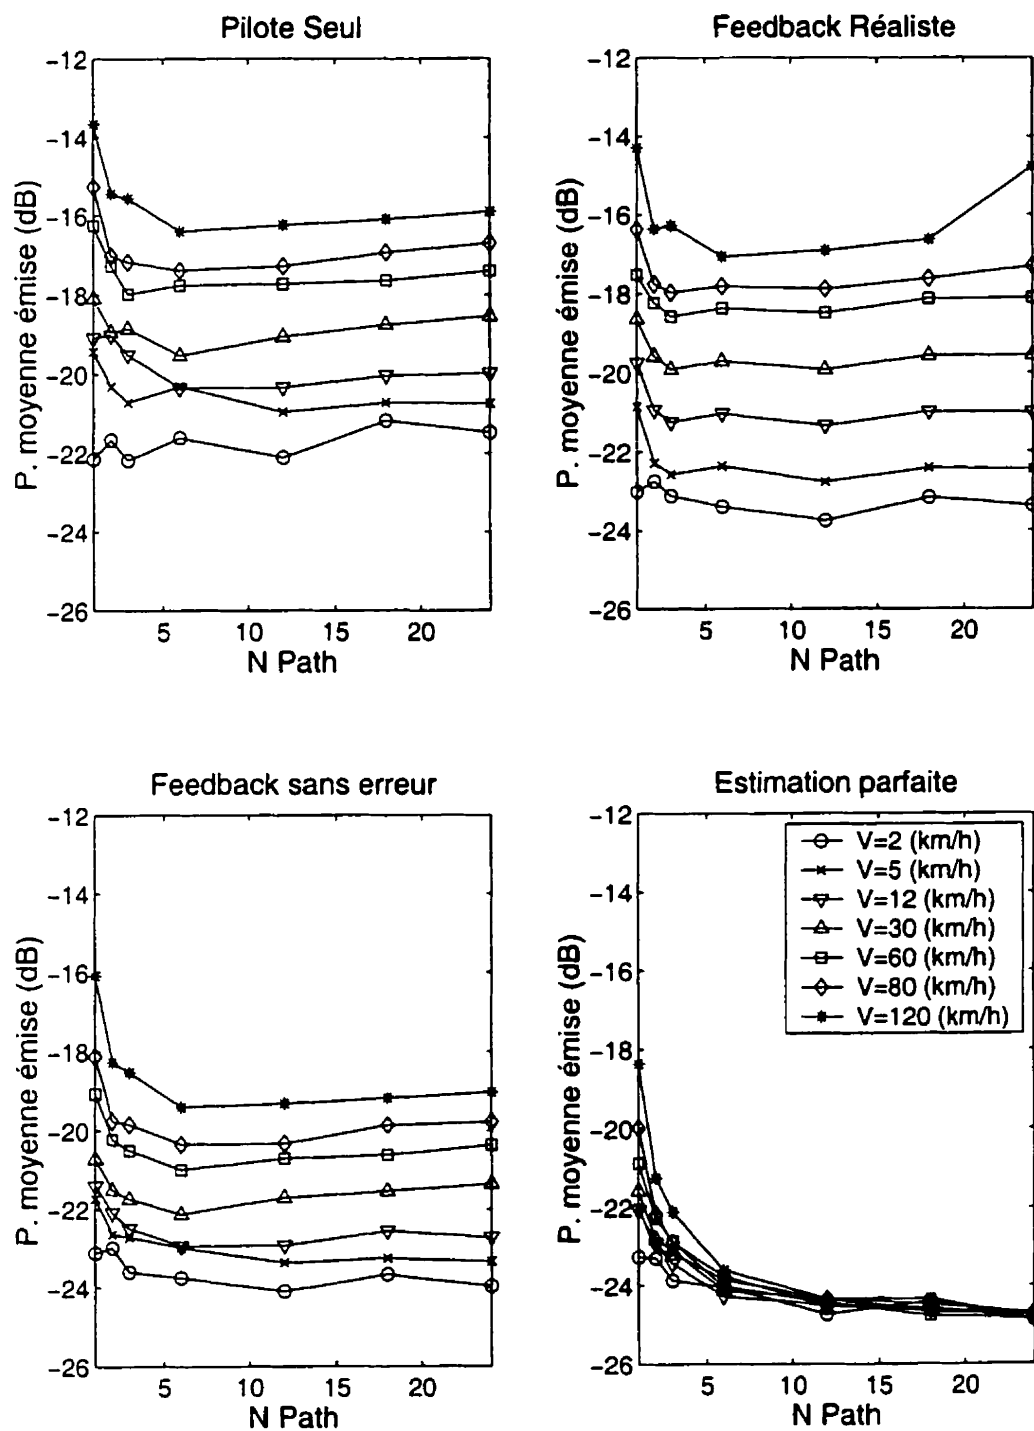 Pilote Seul
-12
-14
-16
-18
-20
-22
-24
-26
5
10
15
20
P. moyenne émise (dB)
N Path
Feedback Réaliste
-12
-14
-16
-18
-20
-22
-24
-26
5
10
15
20
P. moyenne émise (dB)
N Path
Feedback sans erreur
-12
-14
-16
-18
-20
-22
-24
-26
5
10
15
20
P. moyenne émise (dB)
N Path
Estimation parfaite
-12
-14
-16
-18
-20
-22
-24
-26
5
10
15
20
P. moyenne émise (dB)
N Path
V=2 (km/h)
V=5 (km/h)
V=12 (km/h)
V=30 (km/h)
V=60 (km/h)
V=80 (km/h)
V=120 (km/h)